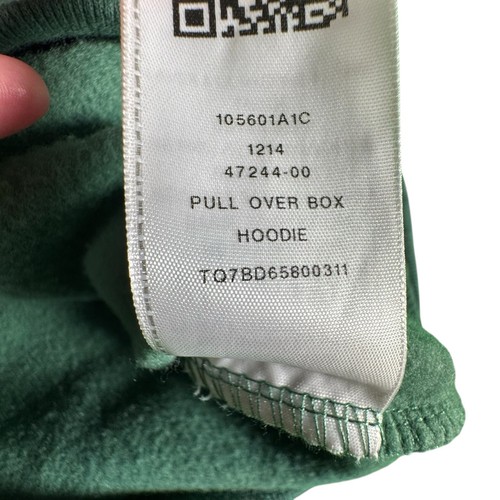 105601A1C
1214
47244-00
PULL OVER BOX
HOODIE
TQ7BD65800311